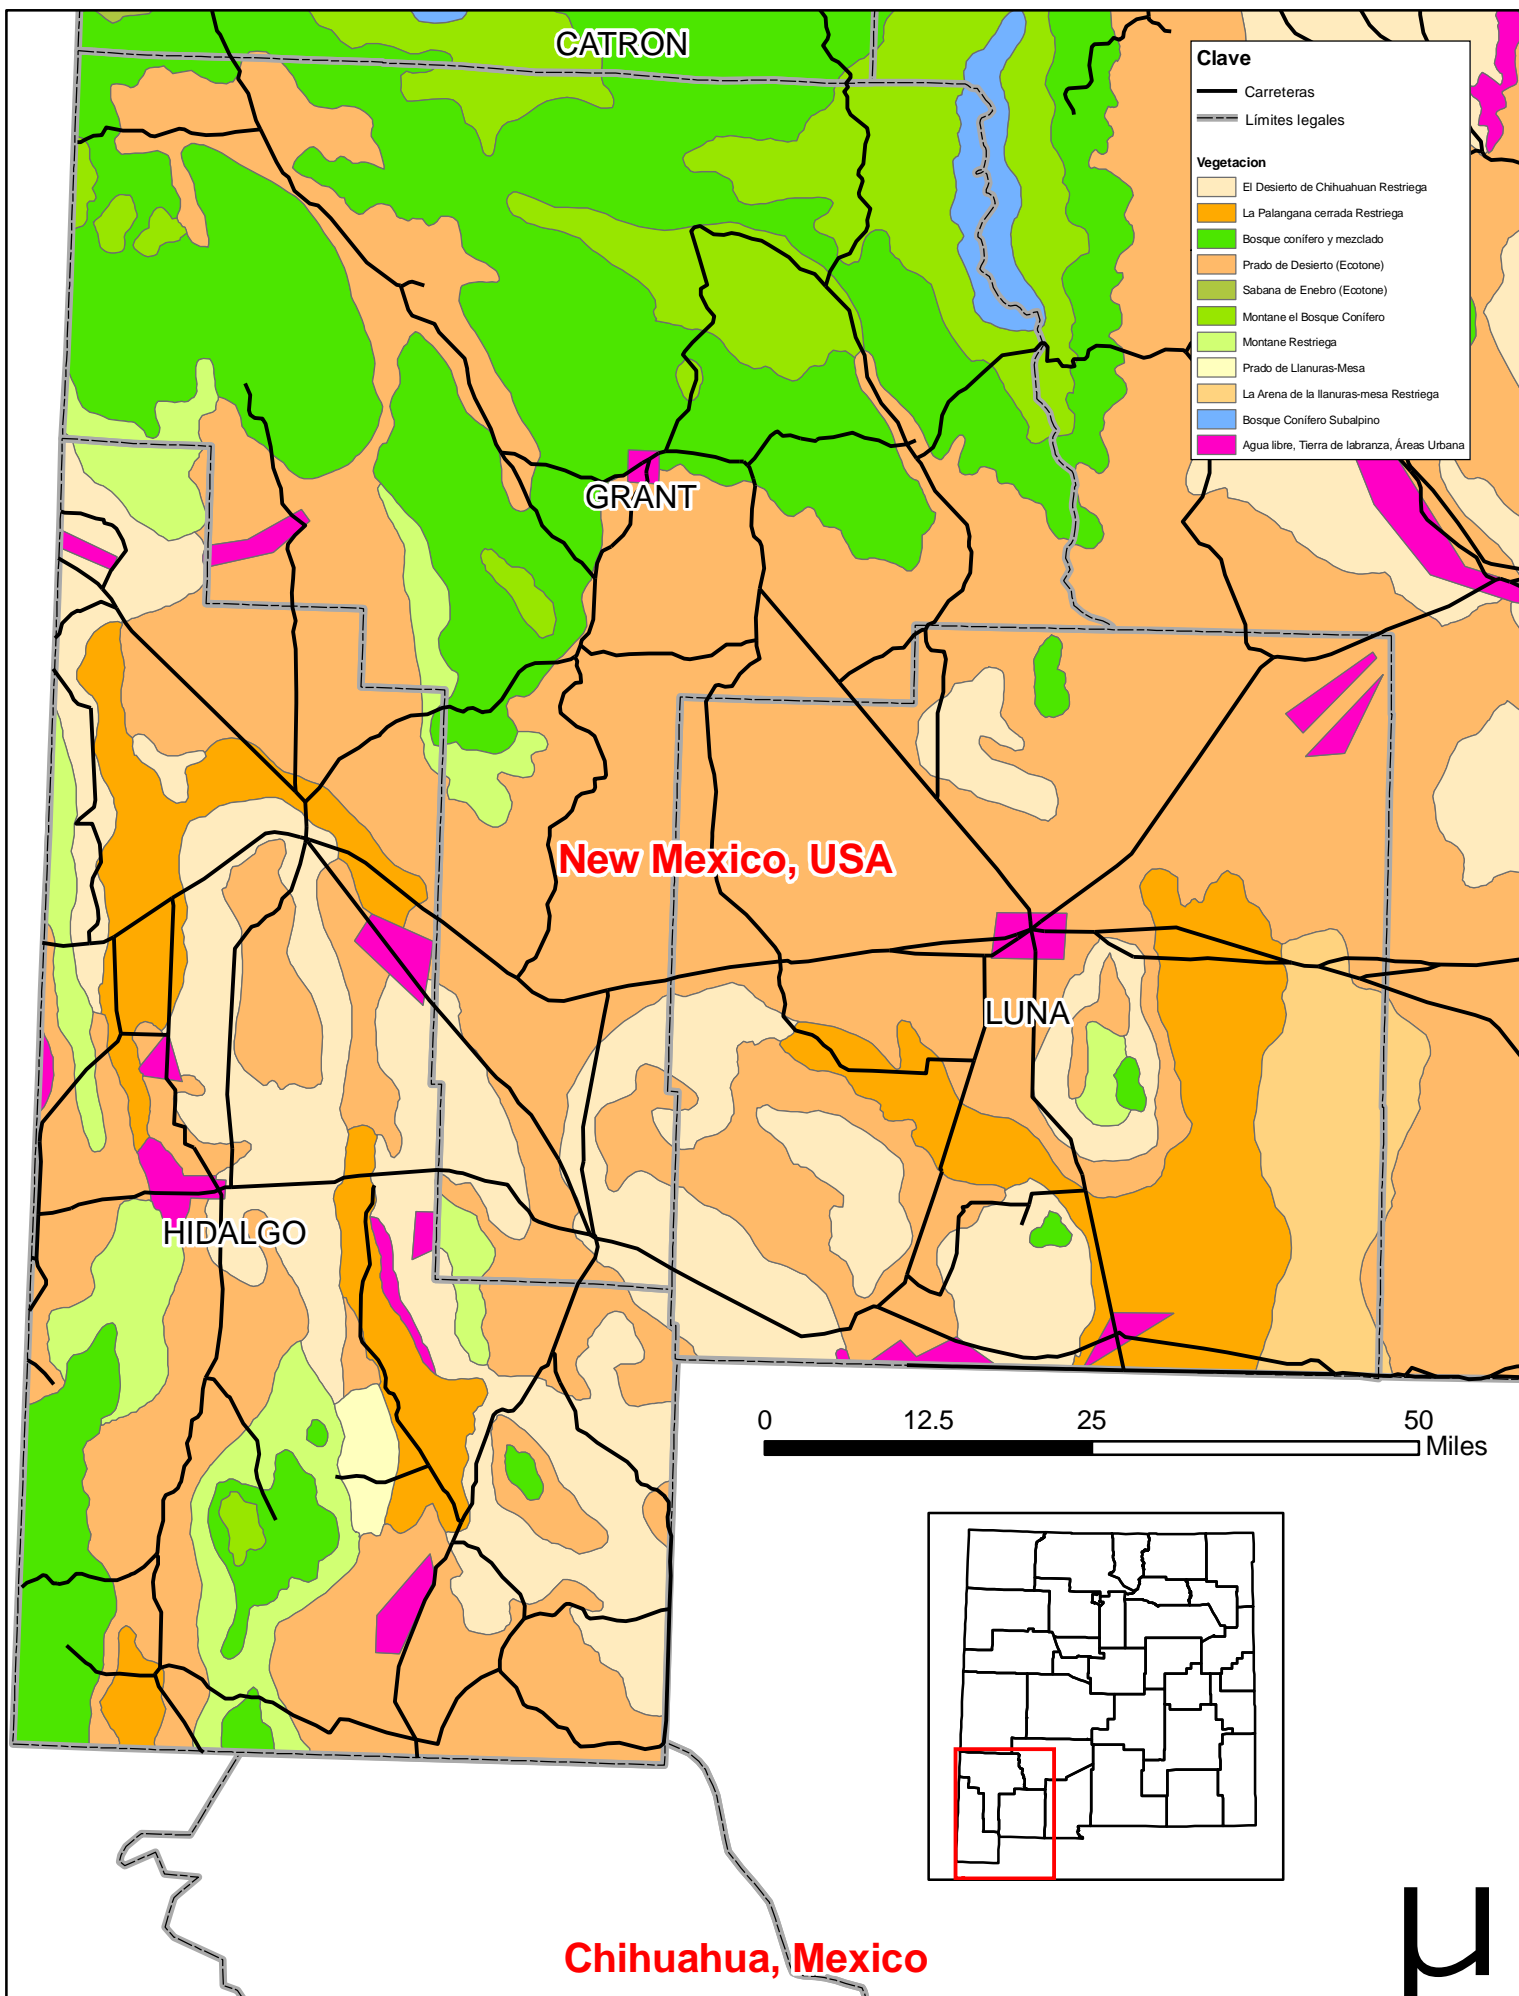 CATRON
Clave
Carreteras
Límites legales
Vegetacion
El Desierto de Chihuahuan Restriega
La Palangana cerrada Restriega
Bosque conífero y mezclado
Prado de Desierto (Ecotone)
Sabana de Enebro (Ecotone)
Montane el Bosque Conífero
Montane Restriega
Prado de Llanuras-Mesa
La Arena de la llanuras-mesa Restriega
Bosque Conífero Subalpino
Agua libre, Tierra de labranza, Áreas Urbana
GRANT
New Mexico, USA
LUNA
HIDALGO
0 12.5 25 50
Miles
µ
Chihuahua, Mexico